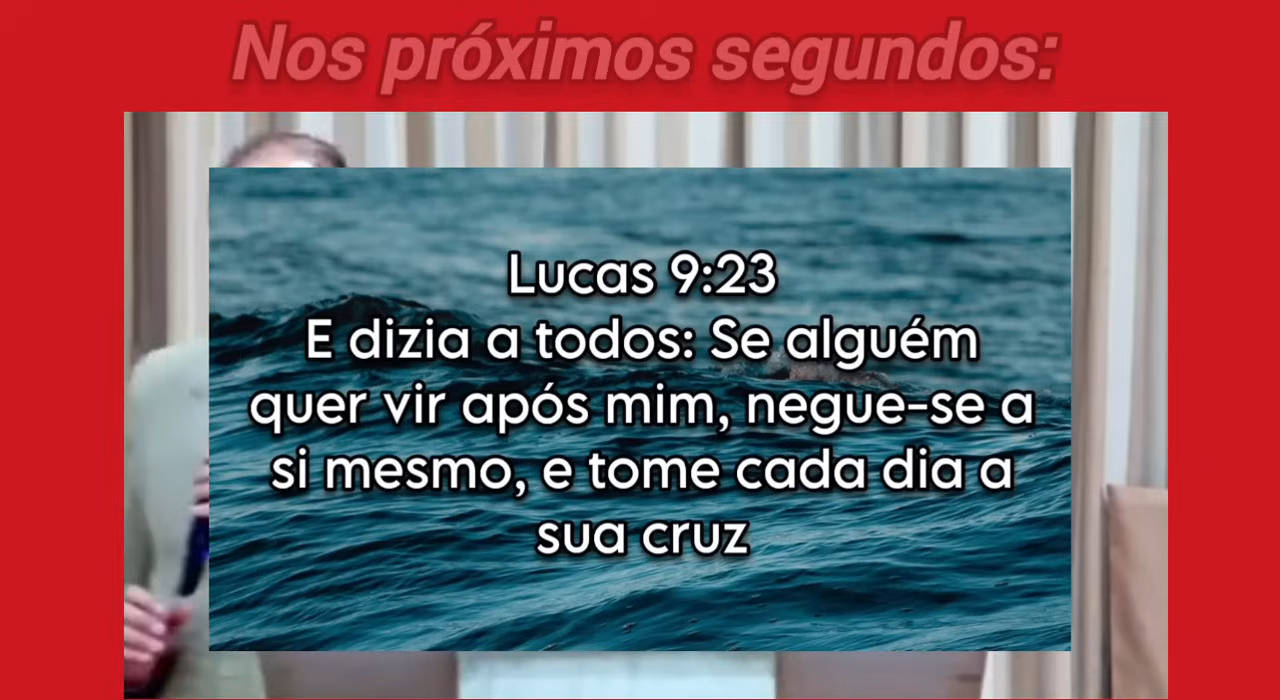 Nos próximos segundos:
Lucas 9:23
E dizia a todos: Se alguém
quer vir após mim, negue-se a
si mesmo, e tome cada dia a
sua cruz